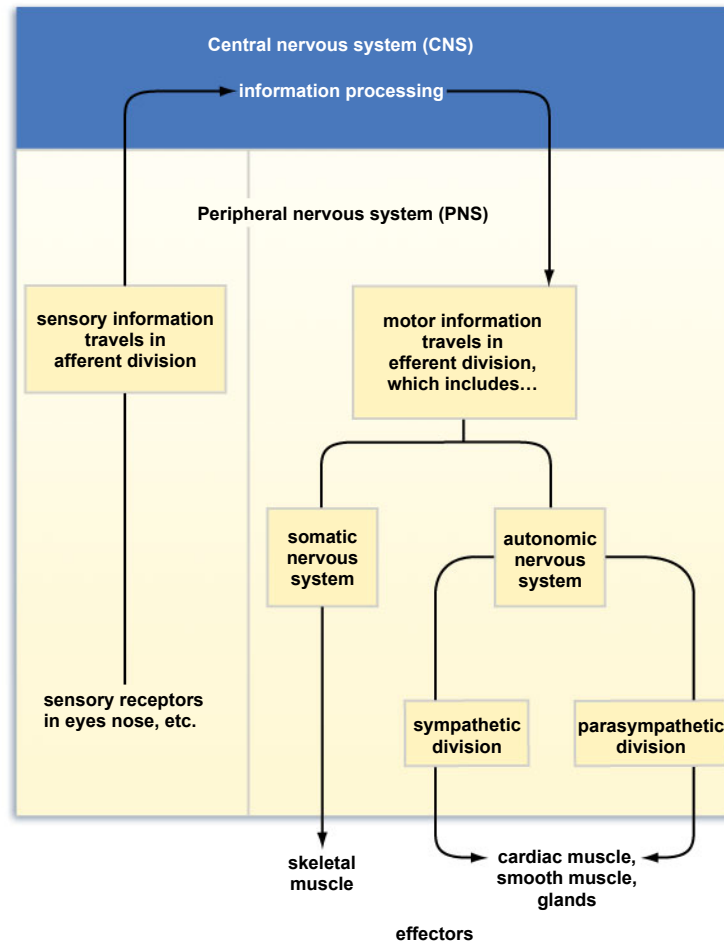 Central nervous system (CNS)
information processing
Peripheral nervous system (PNS)
sensory information
travels in
afferent division
motor information
travels in
efferent division,
which includes…
somatic
nervous
system
autonomic
nervous
system
sensory receptors
in eyes nose, etc.
sympathetic
division
parasympathetic
division
skeletal
muscle
cardiac muscle,
smooth muscle,
glands
effectors